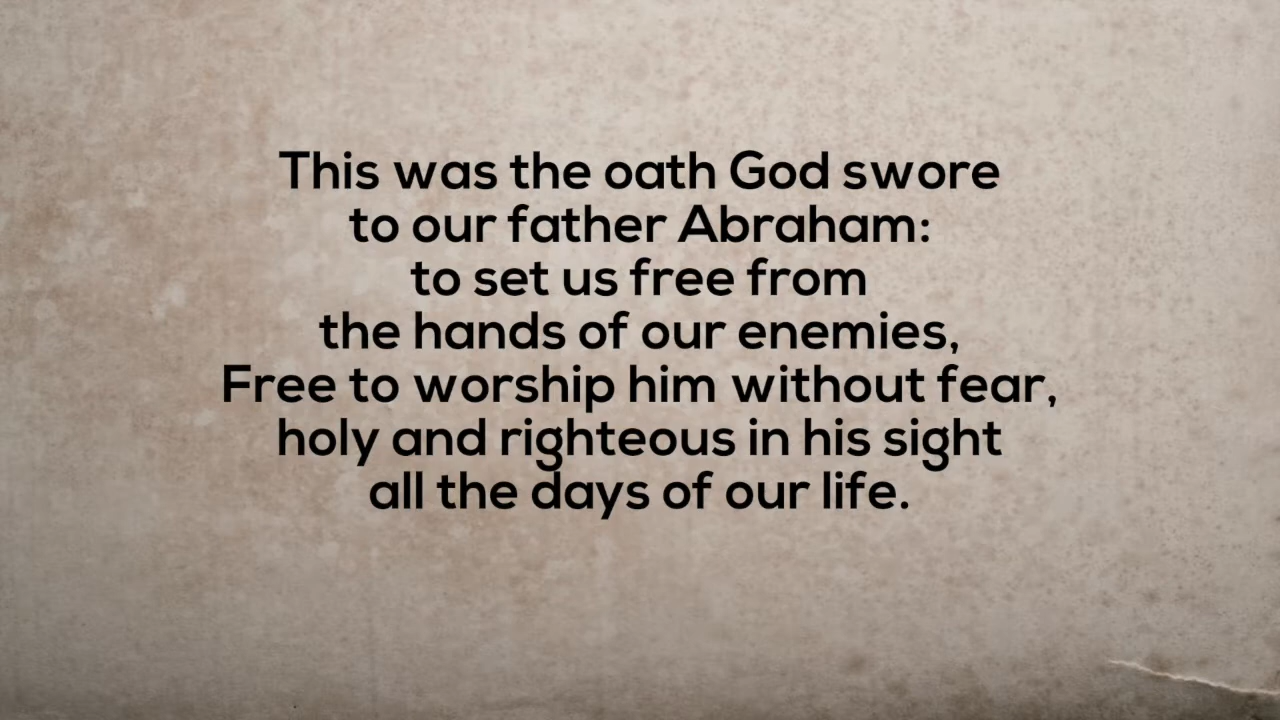 This was the oath God swore
to our father Abraham:
to set us free from
the hands of our enemies,
Free to worship him without fear,
holy and righteous in his sight
all the days of our life.